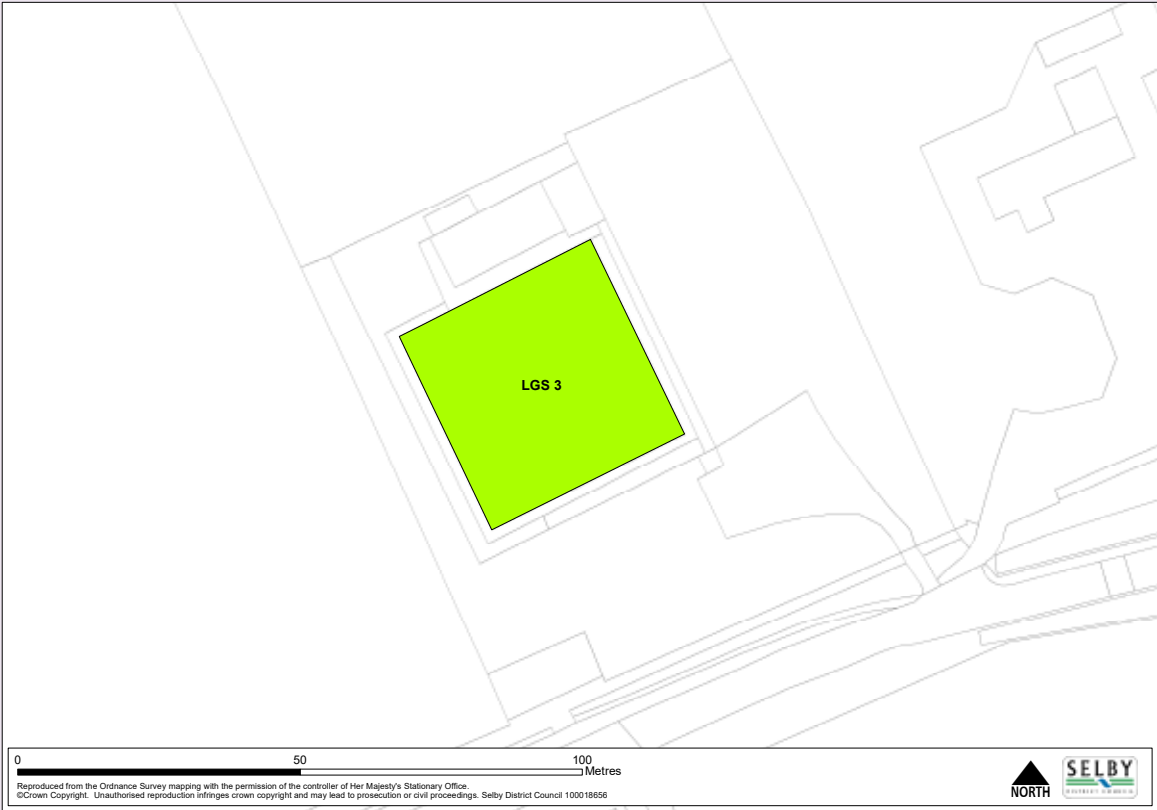 LGS 3
0 50 100
Metres
Reproduced from the Ordnance Survey mapping with the permission of the controller of Her Majesty's Stationary Office.
©Crown Copyright. Unauthorised reproduction infringes crown copyright and may lead to prosecution or civil proceedings. Selby District Council 100018656
NORTH
SELBY
DISTRICT COUNCIL